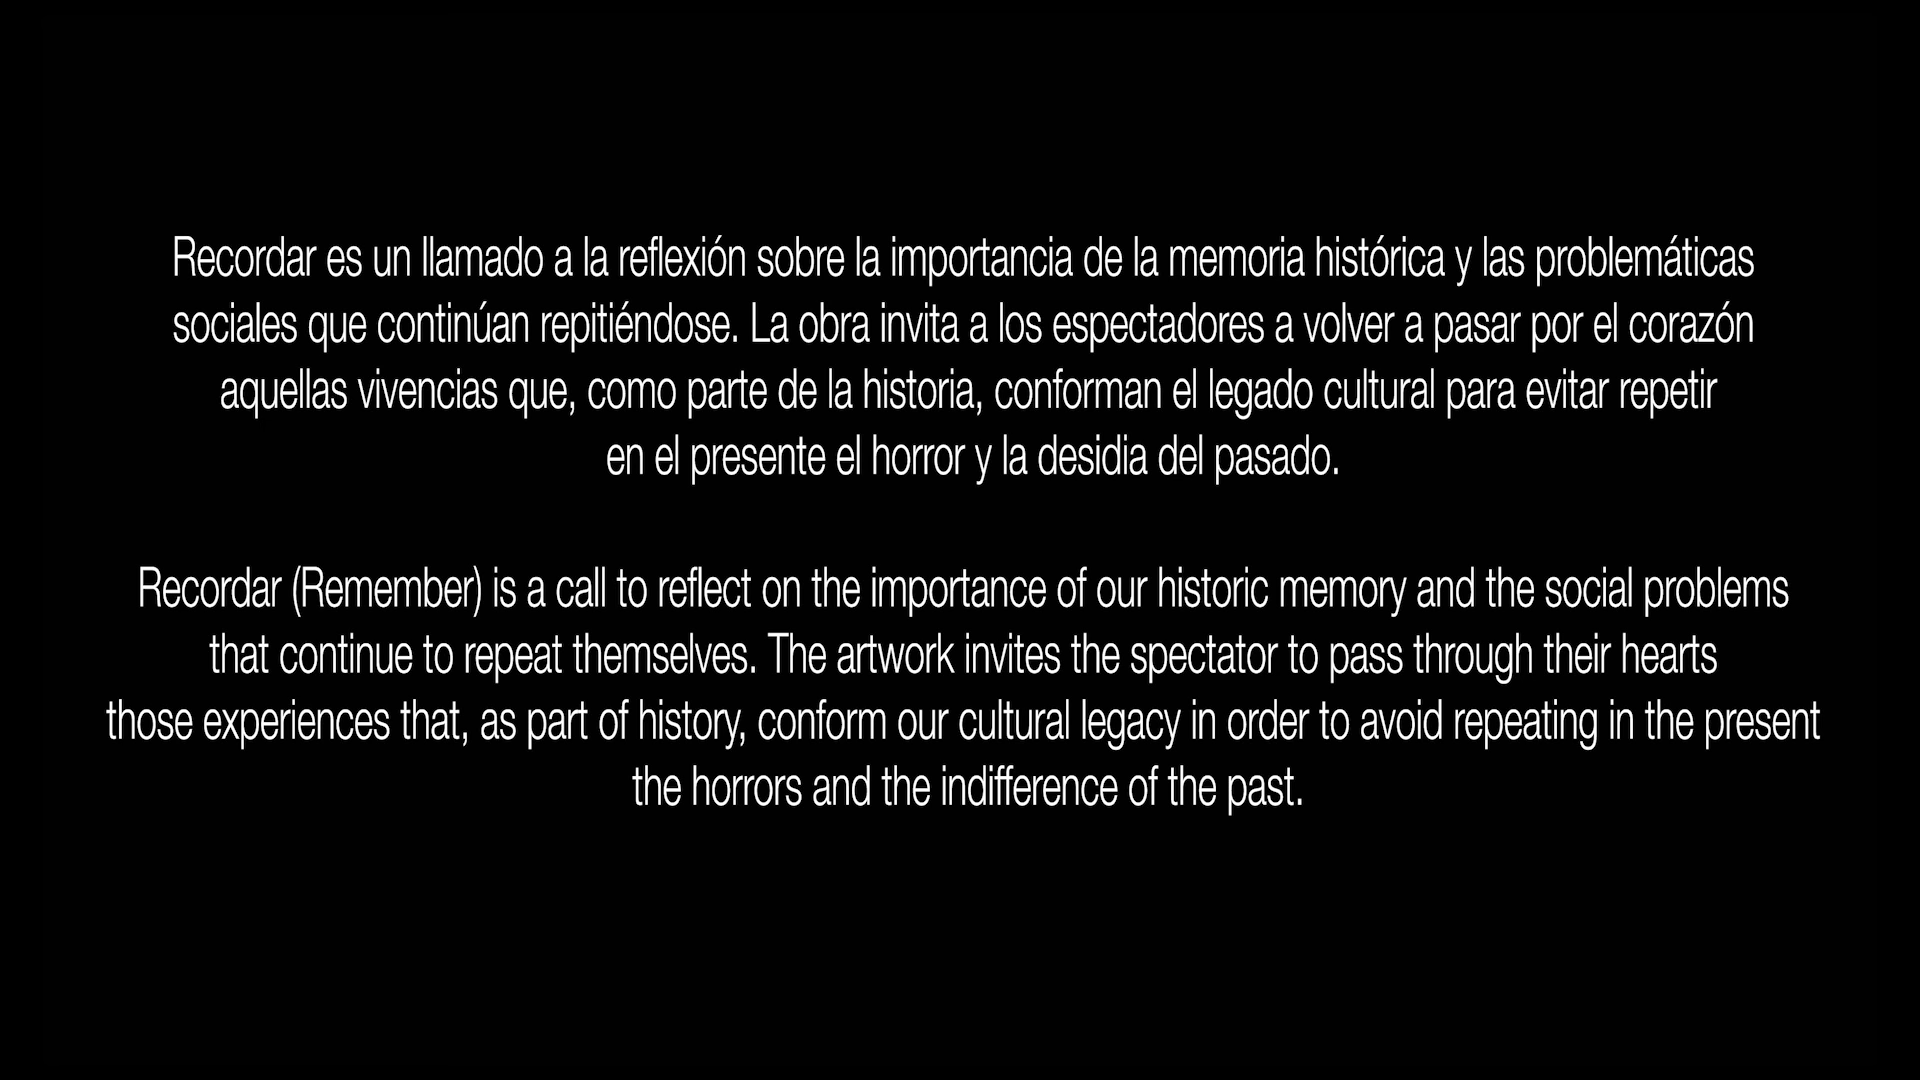 Recordar es un llamado a la reflexión sobre la importancia de la memoria histórica y las problemáticas
sociales que continúan repitiéndose. La obra invita a los espectadores a volver a pasar por el corazón
aquellas vivencias que, como parte de la historia, conforman el legado cultural para evitar repetir
en el presente el horror y la desidia del pasado.
Recordar (Remember) is a call to reflect on the importance of our historic memory and the social problems
that continue to repeat themselves. The artwork invites the spectator to pass through their hearts
those experiences that, as part of history, conform our cultural legacy in order to avoid repeating in the present
the horrors and the indifference of the past.